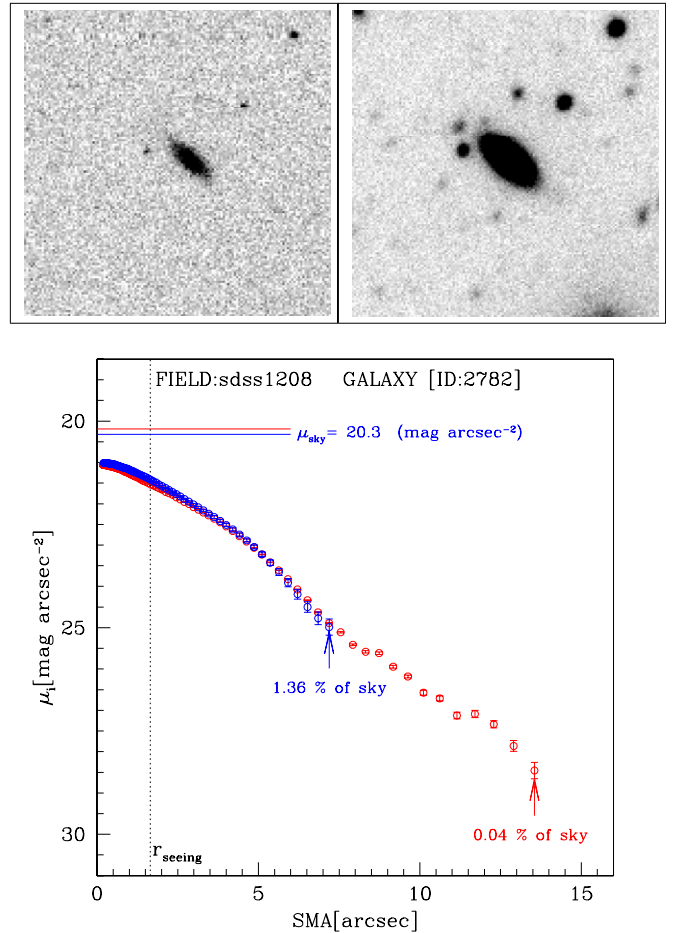 FIELD:sdss1208 GALAXY [ID:2782]
20
μsky= 20.3 (mag arcsec⁻²)
μi[mag arcsec⁻²]
25
1.36 % of sky
30
0.04 % of sky
rseeing
0 5 10 15
SMA[arcsec]